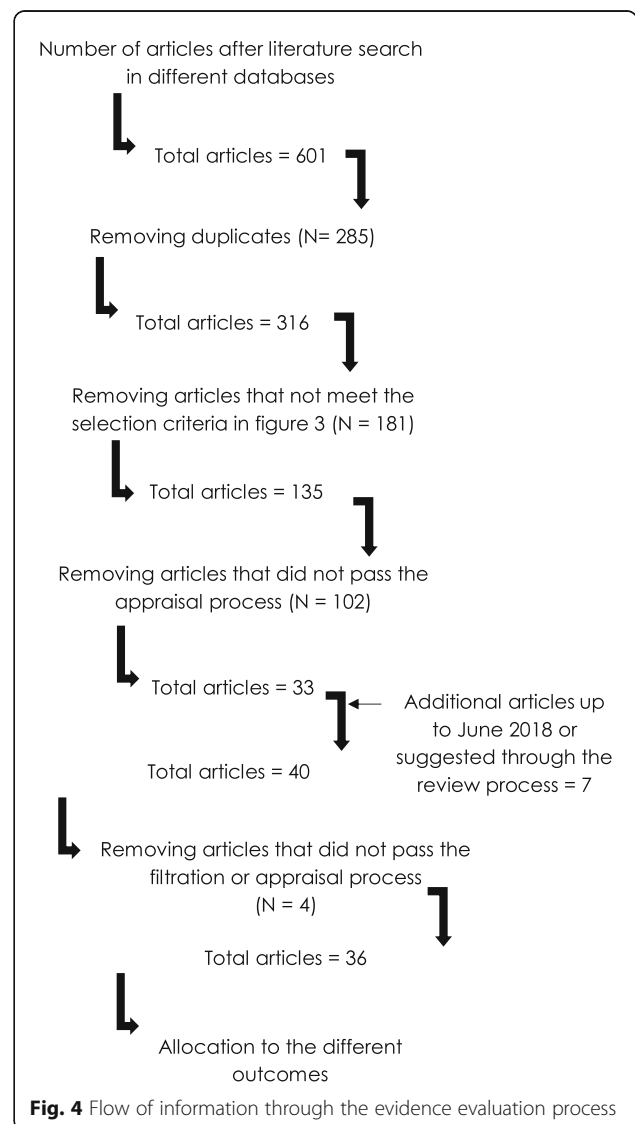 Number of articles after literature search
in different databases
Total articles = 601
Removing duplicates (N= 285)
Total articles = 316
Removing articles that not meet the
selection criteria in figure 3 (N = 181)
Total articles = 135
Removing articles that did not pass the
appraisal process (N = 102)
Total articles = 33
Additional articles up
to June 2018 or
suggested through the
review process = 7
Total articles = 40
Removing articles that did not pass the
filtration or appraisal process
(N = 4)
Total articles = 36
Allocation to the different
outcomes
Fig. 4 Flow of information through the evidence evaluation process